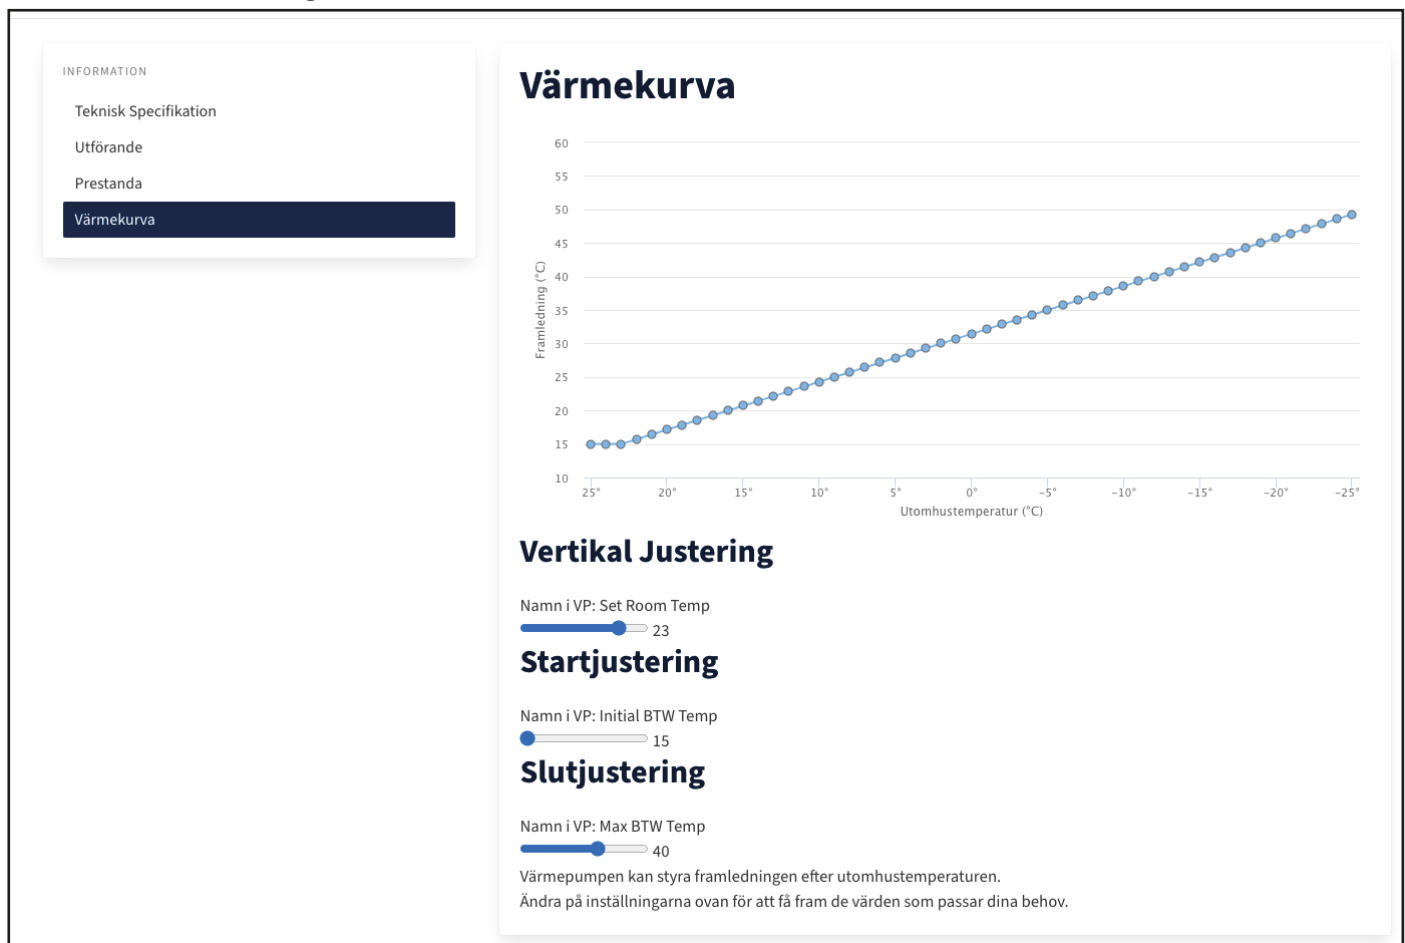 INFORMATION
Teknisk Specifikation
Utförande
Prestanda
Värmekurva
Värmekurva
60
55
50
45
40
35
30
25
20
15
10
Framledning (°C)
25° 20° 15° 10° 5° 0° −5° −10° −15° −20° −25°
Utomhustemperatur (°C)
Vertikal Justering
Namn i VP: Set Room Temp
23
Startjustering
Namn i VP: Initial BTW Temp
15
Slutjustering
Namn i VP: Max BTW Temp
40
Värmepumpen kan styra framledningen efter utomhustemperaturen.
Ändra på inställningarna ovan för att få fram de värden som passar dina behov.